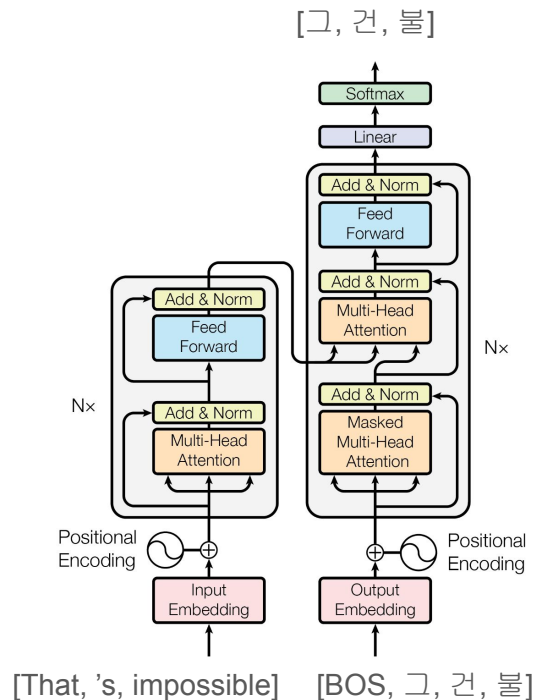 [그, 건, 불]
Softmax
Linear
Add & Norm
Feed
Forward
Add & Norm
Multi-Head
Attention
Add & Norm
Masked
Multi-Head
Attention
N×
Positional
Encoding
Output
Embedding
[BOS, 그, 건, 불]
Add & Norm
Feed
Forward
N×
Add & Norm
Multi-Head
Attention
Positional
Encoding
Input
Embedding
[That, 's, impossible]